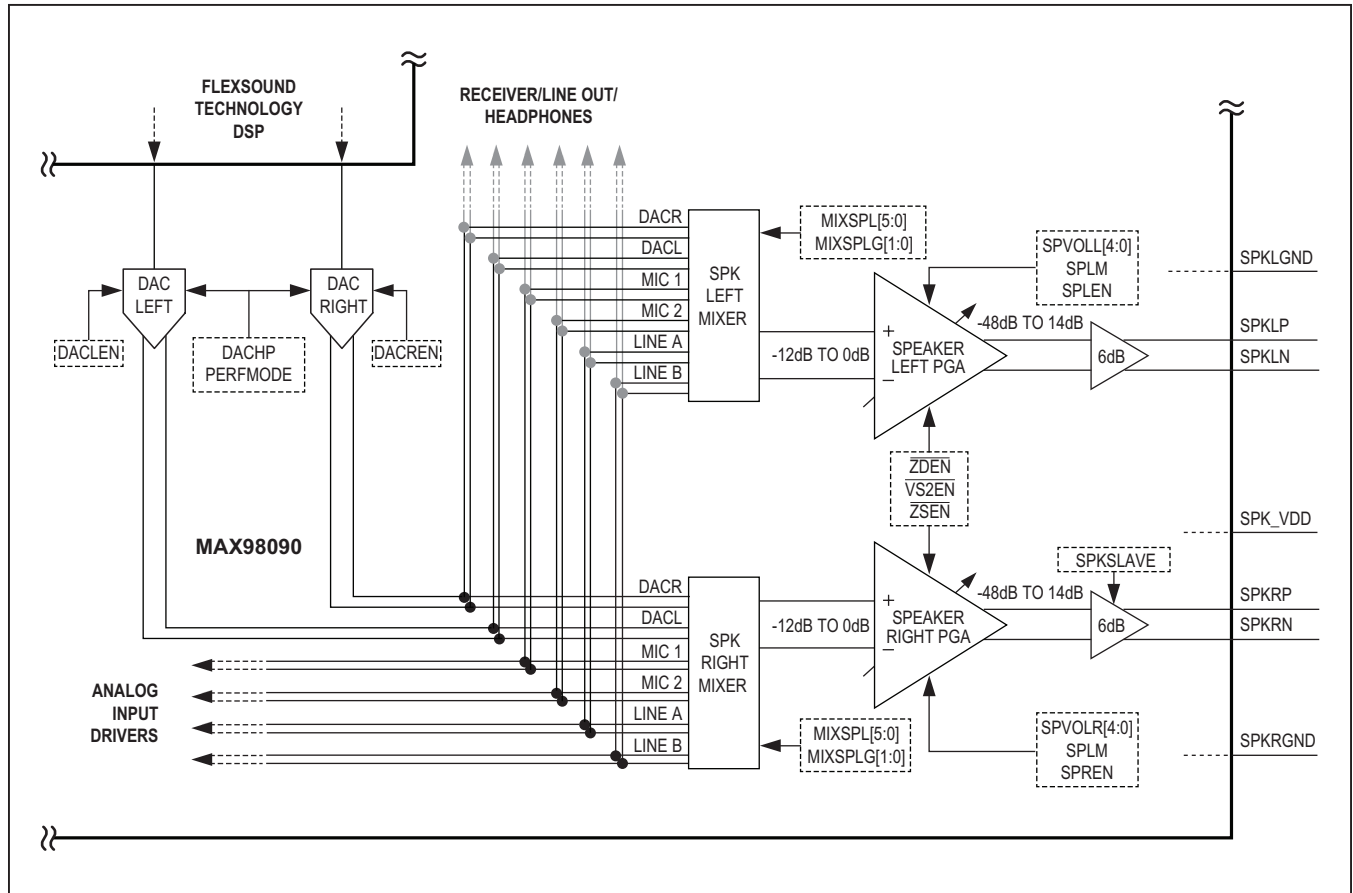 FLEXSOUND
TECHNOLOGY
DSP
RECEIVER/LINE OUT/
HEADPHONES
DAC
LEFT
DAC
RIGHT
DACLEN
DACHP
PERFMODE
DACREN
MAX98090
ANALOG
INPUT
DRIVERS
DACR
DACL
MIC 1
MIC 2
LINE A
LINE B
SPK
LEFT
MIXER
MIXSPL[5:0]
MIXSPLG[1:0]
-12dB TO 0dB
+
SPEAKER
LEFT PGA
–
SPVOLL[4:0]
SPLM
SPLEN
-48dB TO 14dB
6dB
SPKLGND
SPKLP
SPKLN
ZDEN
VS2EN
ZSEN
SPK_VDD
DACR
DACL
MIC 1
MIC 2
LINE A
LINE B
SPK
RIGHT
MIXER
MIXSPL[5:0]
MIXSPLG[1:0]
-12dB TO 0dB
+
SPEAKER
RIGHT PGA
–
-48dB TO 14dB
SPKSLAVE
6dB
SPKRP
SPKRN
SPVOLR[4:0]
SPLM
SPREN
SPKRGND